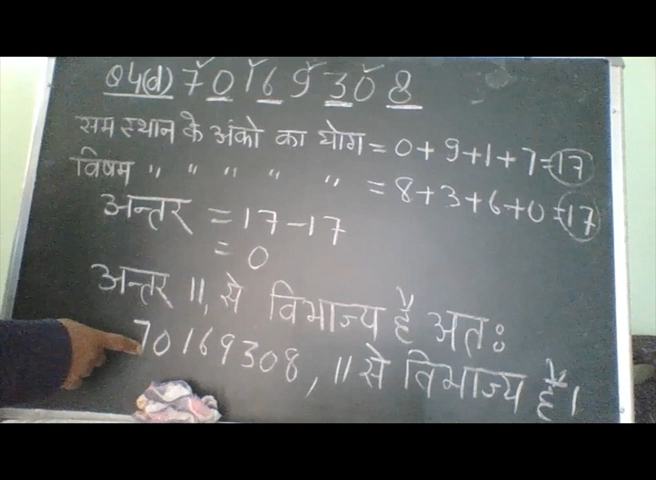 Q4(d) 70169308
सम स्थान के अंको का योग = 0+9+1+7=17
विषम " " " " " = 8+3+6+0=17
अन्तर = 17-17
= 0
अन्तर 11, से विभाज्य है अतः
70169308, 11 से विभाज्य है।